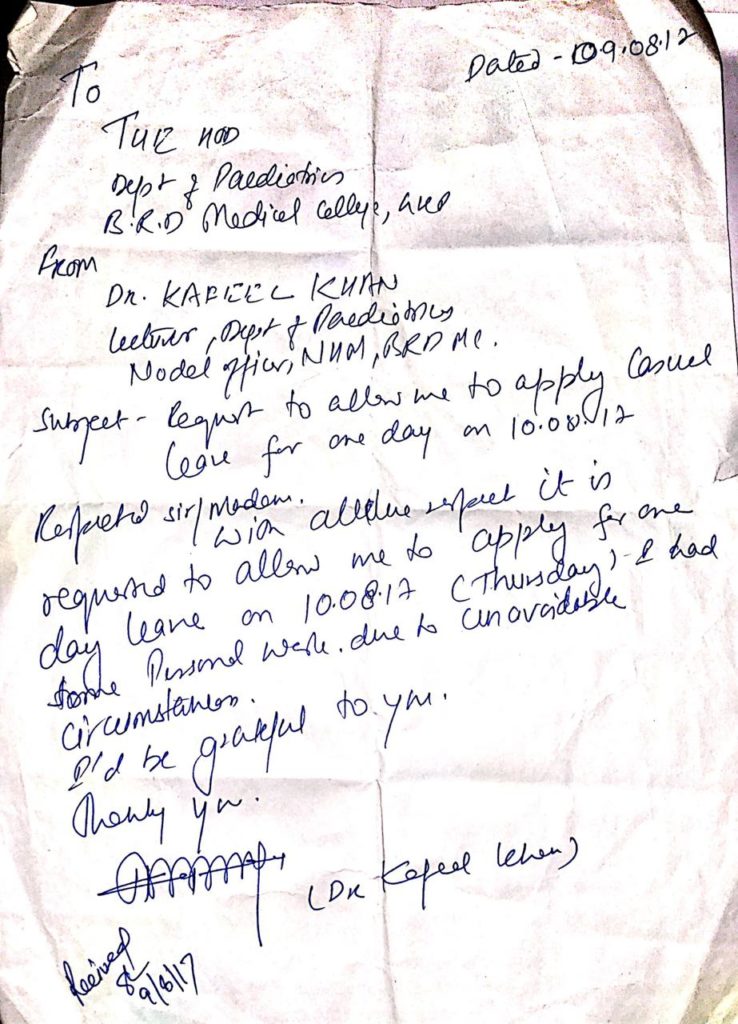 Dated - 09.08.17
To
THE HOD
Dept of Paediatrics
B.R.D Medical College, GKP
From
DR. KAFEEL KHAN
Lecturer, Dept of Paediatrics
Nodel officer, NHM, BRD MC.
Subject - Request to allow me to apply Casual
leave for one day on 10.08.17
Respected sir/Madam.
With all due respect it is
requested to allow me to apply for one
day leave on 10.08.17 (Thursday) I had
some Personal work. due to unavoidable
circumstances.
I'd be grateful to you.
Thank you.
(Dr Kafeel Khan)
Received
9/8/17